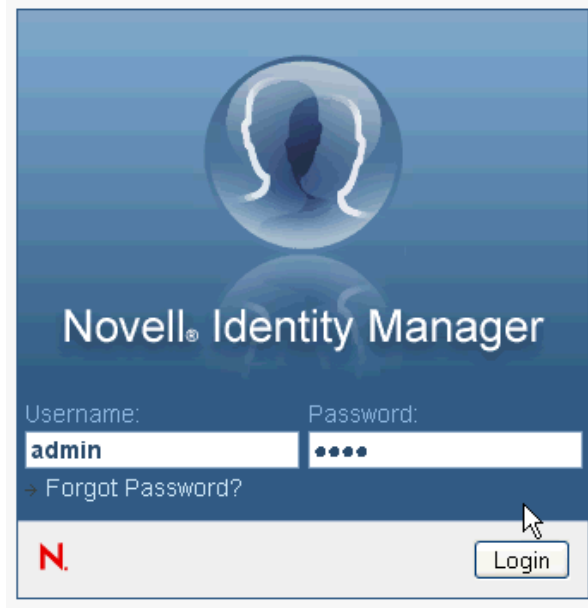 Novell® Identity Manager
Username: Password:
admin ●●●●
→ Forgot Password?
N.
Login